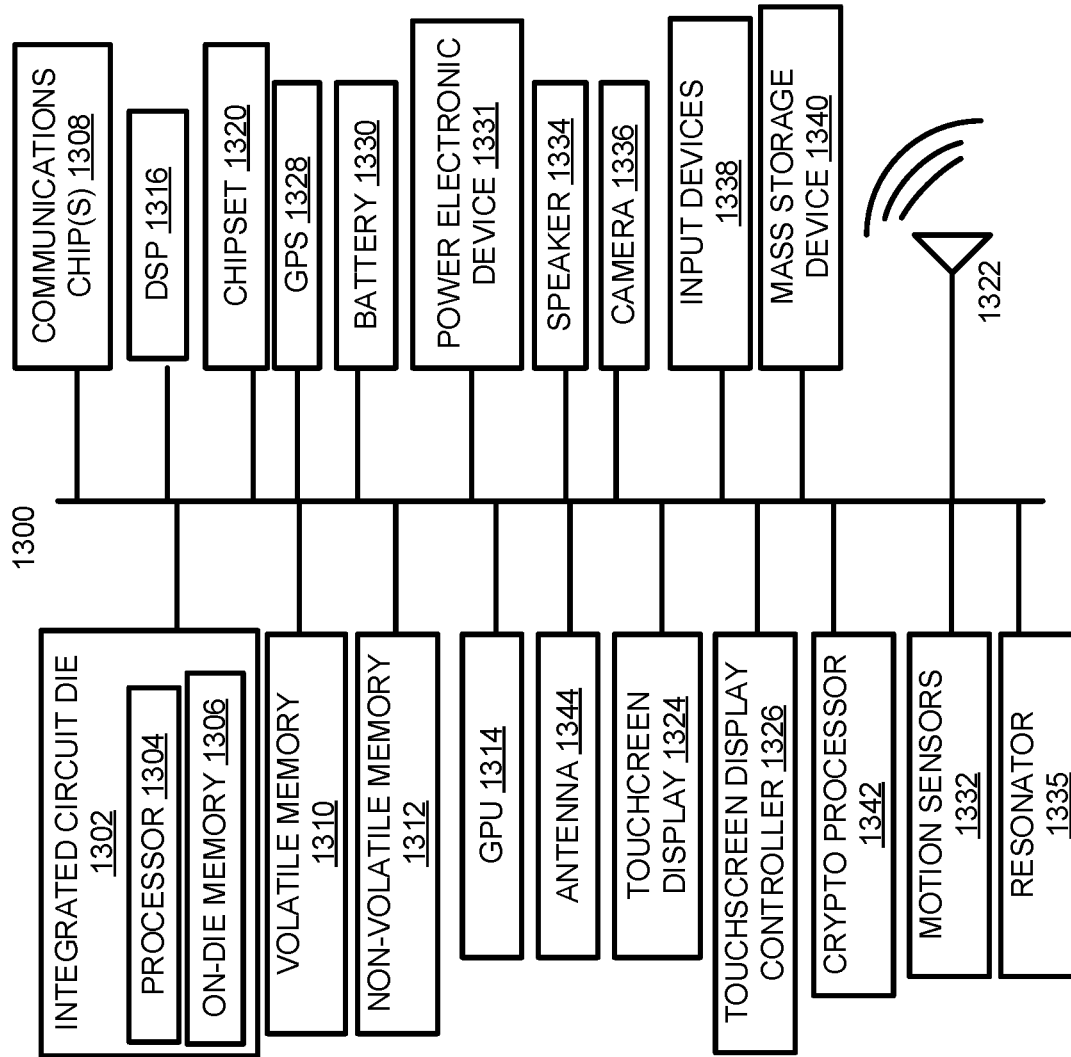 1300
INTEGRATED CIRCUIT DIE
1302
PROCESSOR 1304
ON-DIE MEMORY 1306
VOLATILE MEMORY
1310
NON-VOLATILE MEMORY
1312
GPU 1314
ANTENNA 1344
TOUCHCREEN
DISPLAY 1324
TOUCHSCREEN DISPLAY
CONTROLLER 1326
CRYPTO PROCESSOR
1342
MOTION SENSORS
1332
RESONATOR
1335
COMMUNICATIONS
CHIP(S) 1308
DSP 1316
CHIPSET 1320
GPS 1328
BATTERY 1330
POWER ELECTRONIC
DEVICE 1331
SPEAKER 1334
CAMERA 1336
INPUT DEVICES
1338
MASS STORAGE
DEVICE 1340
1322